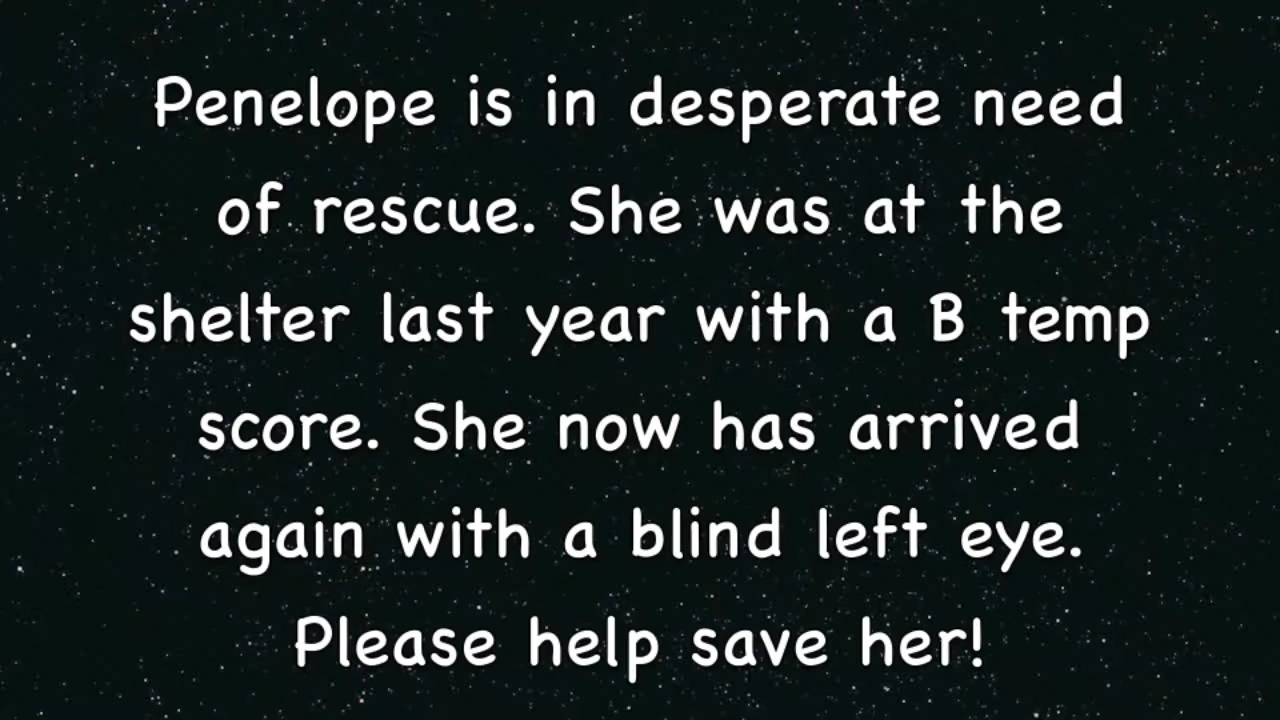 Penelope is in desperate need
of rescue. She was at the
shelter last year with a B temp
score. She now has arrived
again with a blind left eye.
Please help save her!